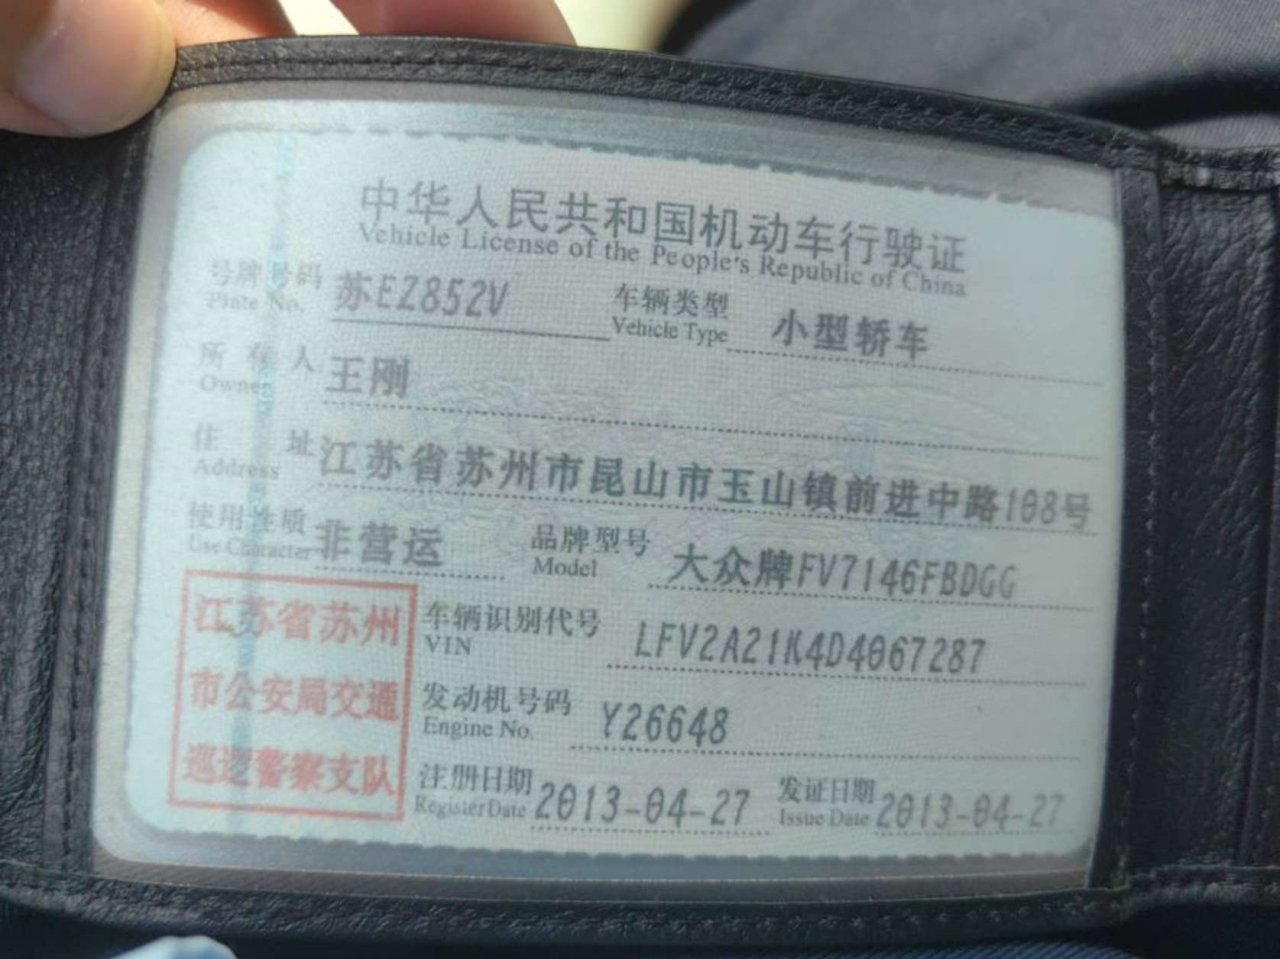 中华人民共和国机动车行驶证
Vehicle License of the People's Republic of China
号牌号码 苏EZ852V 车辆类型 小型轿车
Plate No. Vehicle Type
所有人 王刚
Owner
住址 江苏省苏州市昆山市玉山镇前进中路108号
Address
使用性质 非营运 品牌型号 大众牌FV7146FBDGG
Use Character Model
江苏省苏州
市公安局交通
巡逻警察支队
车辆识别代号 LFV2A21K4D4067287
VIN
发动机号码 Y26648
Engine No.
注册日期 2013-04-27 发证日期 2013-04-27
Register Date Issue Date